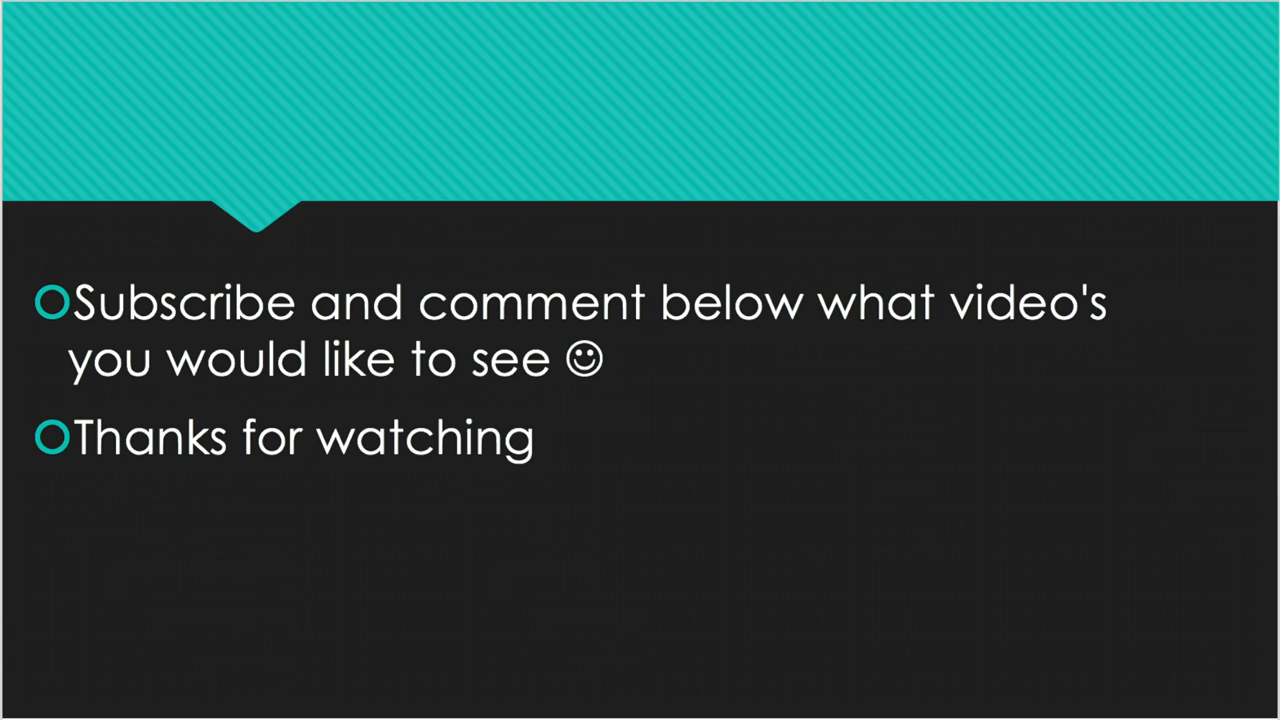 Subscribe and comment below what video's
you would like to see ☺
Thanks for watching